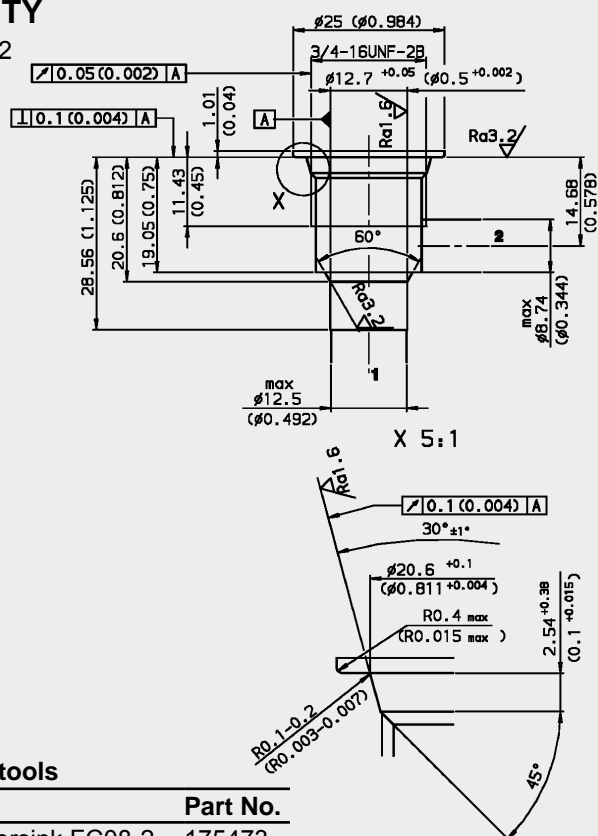 TY
2
ø25 (ø0.984)
3/4-16UNF-2B
↗ 0.05(0.002) A
ø12.7 +0.05 (ø0.5+0.002)
⊥ 0.1(0.004) A
1.01
(0.04)
A
Ra1.6
Ra3.2
X
11.43
(0.45)
19.05 (0.75)
20.6 (0.812)
28.56 (1.125)
14.68
(0.578)
60°
2
Ra3.2
max
ø8.74
(ø0.344)
1
max
ø12.5
(ø0.492)
X 5:1
Ra1.6
↗ 0.1(0.004) A
30°±1°
ø20.6 +0.1
(ø0.811+0.004)
R0.4 max
(R0.015 max )
2.54+0.38
(0.1 +0.015)
R0.1-0.2
(R0.003-0.007)
45°
tools
Part No.
FC08-2 175473